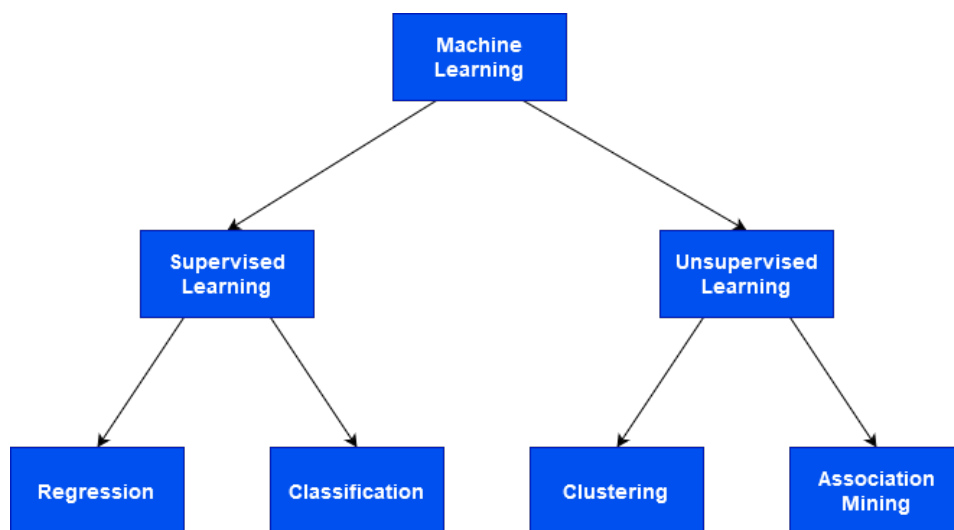 Machine
Learning
Supervised
Learning
Unsupervised
Learning
Regression
Classification
Clustering
Association
Mining